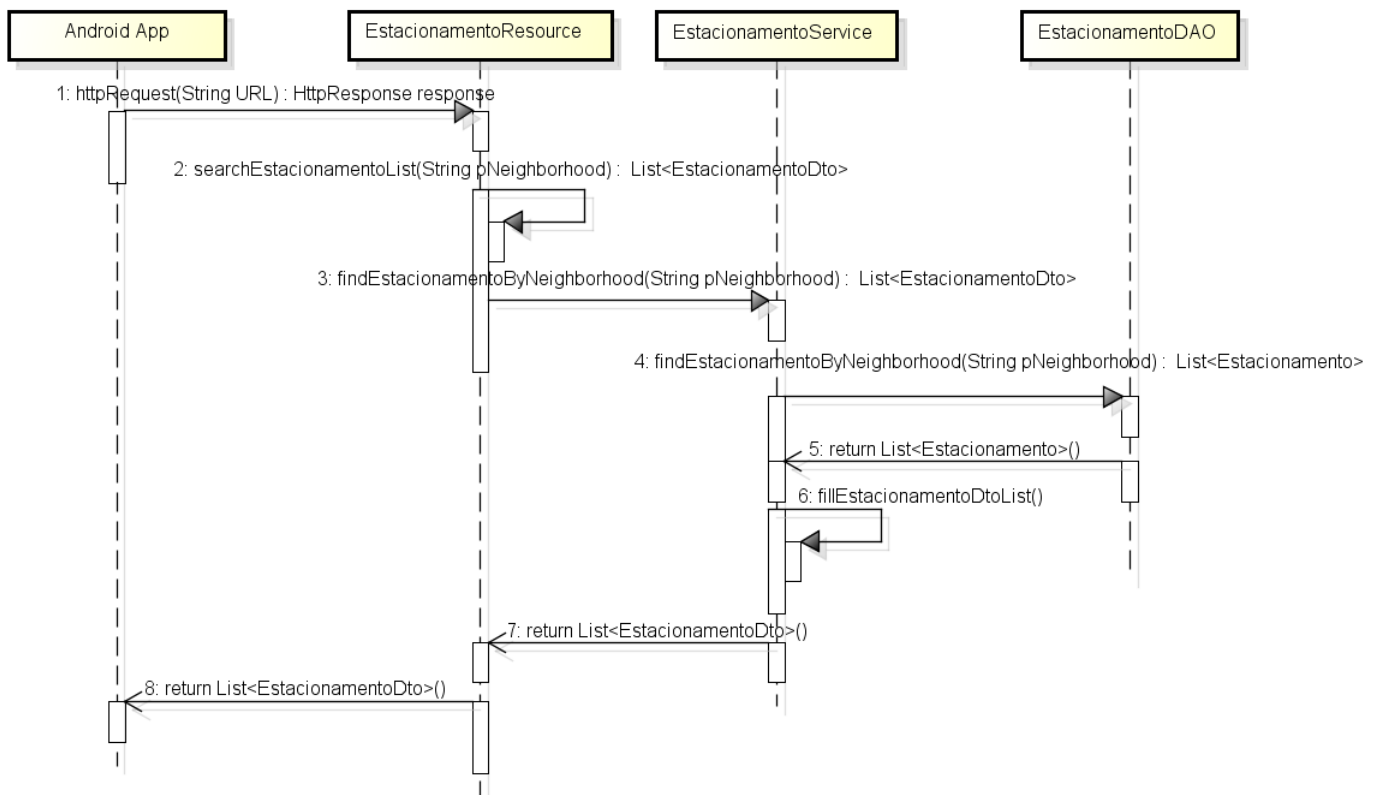 Android App
EstacionamentoResource
EstacionamentoService
EstacionamentoDAO
1: httpRequest(String URL) : HttpResponse response
2: searchEstacionamentoList(String pNeighborhood) : List<EstacionamentoDto>
3: findEstacionamentoByNeighborhood(String pNeighborhood) : List<EstacionamentoDto>
4: findEstacionamentoByNeighborhood(String pNeighborhood) : List<Estacionamento>
5: return List<Estacionamento>()
6: fillEstacionamentoDtoList()
7: return List<EstacionamentoDto>()
8: return List<EstacionamentoDto>()